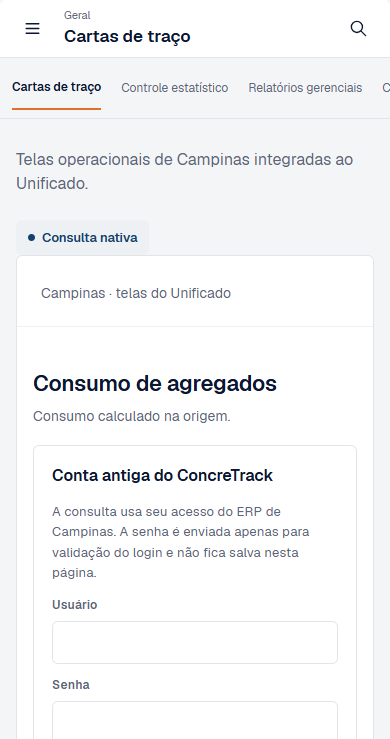 Geral
Cartas de traço
Cartas de traço Controle estatístico Relatórios gerenciais C
Telas operacionais de Campinas integradas ao
Unificado.
Consulta nativa
Campinas · telas do Unificado
Consumo de agregados
Consumo calculado na origem.
Conta antiga do ConcreTrack
A consulta usa seu acesso do ERP de
Campinas. A senha é enviada apenas para
validação do login e não fica salva nesta
página.
Usuário
Senha